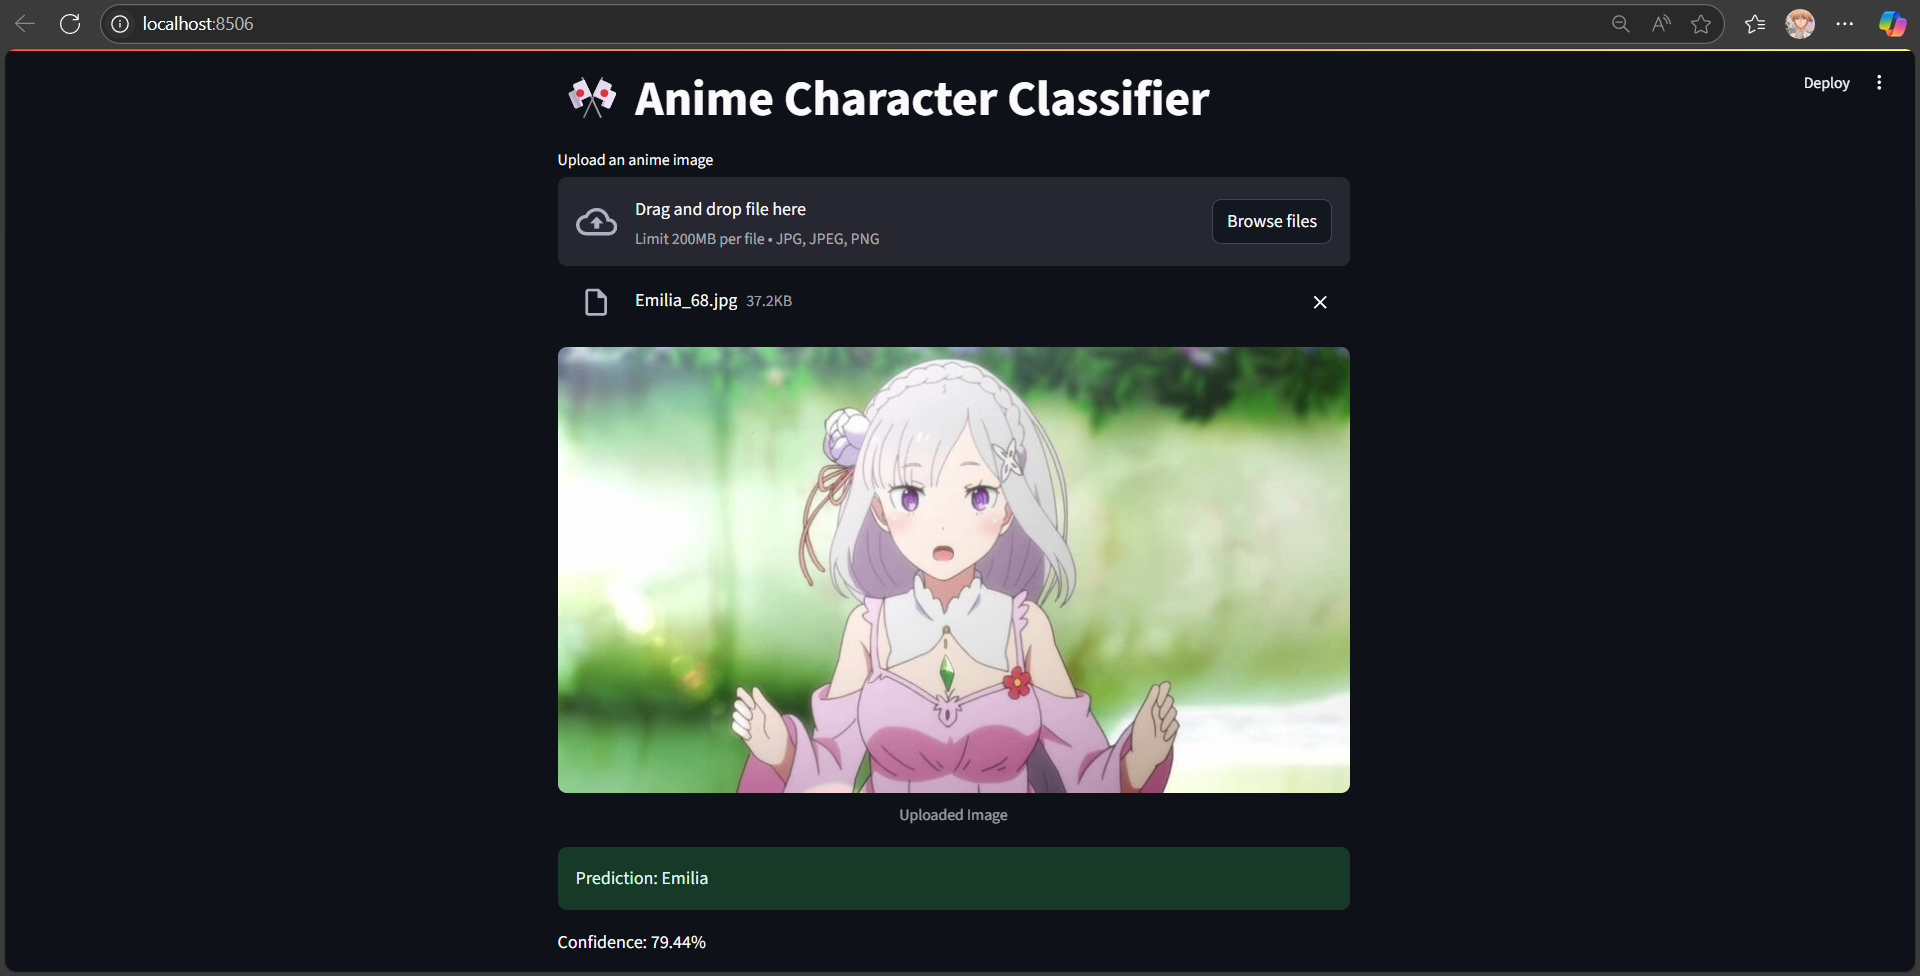 localhost:8506
Deploy
Anime Character Classifier
Upload an anime image
Drag and drop file here
Limit 200MB per file • JPG, JPEG, PNG
Browse files
Emilia_68.jpg 37.2KB
Uploaded Image
Prediction: Emilia
Confidence: 79.44%